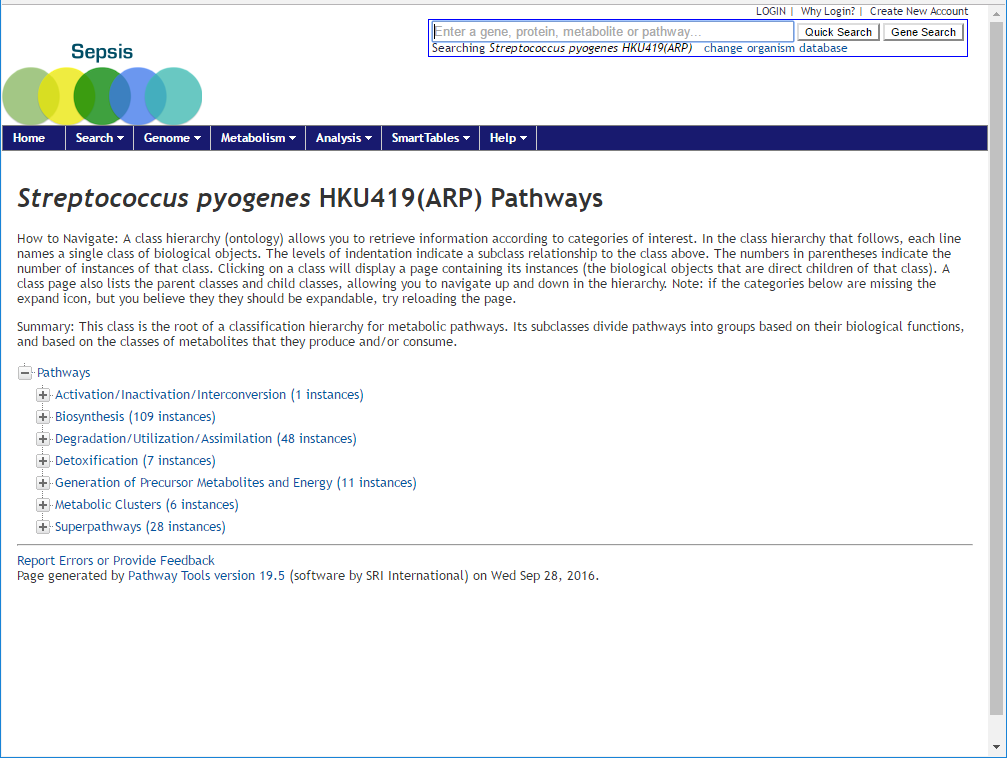 LOGIN | Why Login? | Create New Account
Enter a gene, protein, metabolite or pathway... Quick Search Gene Search
Searching Streptococcus pyogenes HKU419(ARP) change organism database
Sepsis
Home Search Genome Metabolism Analysis SmartTables Help
Streptococcus pyogenes HKU419(ARP) Pathways
How to Navigate: A class hierarchy (ontology) allows you to retrieve information according to categories of interest. In the class hierarchy that follows, each line
names a single class of biological objects. The levels of indentation indicate a subclass relationship to the class above. The numbers in parentheses indicate the
number of instances of that class. Clicking on a class will display a page containing its instances (the biological objects that are direct children of that class). A
class page also lists the parent classes and child classes, allowing you to navigate up and down in the hierarchy. Note: if the categories below are missing the
expand icon, but you believe they they should be expandable, try reloading the page.
Summary: This class is the root of a classification hierarchy for metabolic pathways. Its subclasses divide pathways into groups based on their biological functions,
and based on the classes of metabolites that they produce and/or consume.
Pathways
Activation/Inactivation/Interconversion (1 instances)
Biosynthesis (109 instances)
Degradation/Utilization/Assimilation (48 instances)
Detoxification (7 instances)
Generation of Precursor Metabolites and Energy (11 instances)
Metabolic Clusters (6 instances)
Superpathways (28 instances)
Report Errors or Provide Feedback
Page generated by Pathway Tools version 19.5 (software by SRI International) on Wed Sep 28, 2016.